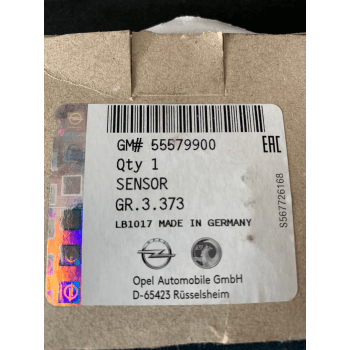 GM# 55579900
EAC
Qty 1
SENSOR
GR.3.373
LB1017 MADE IN GERMANY
S567726168
Opel Automobile GmbH
D-65423 Rüsselsheim